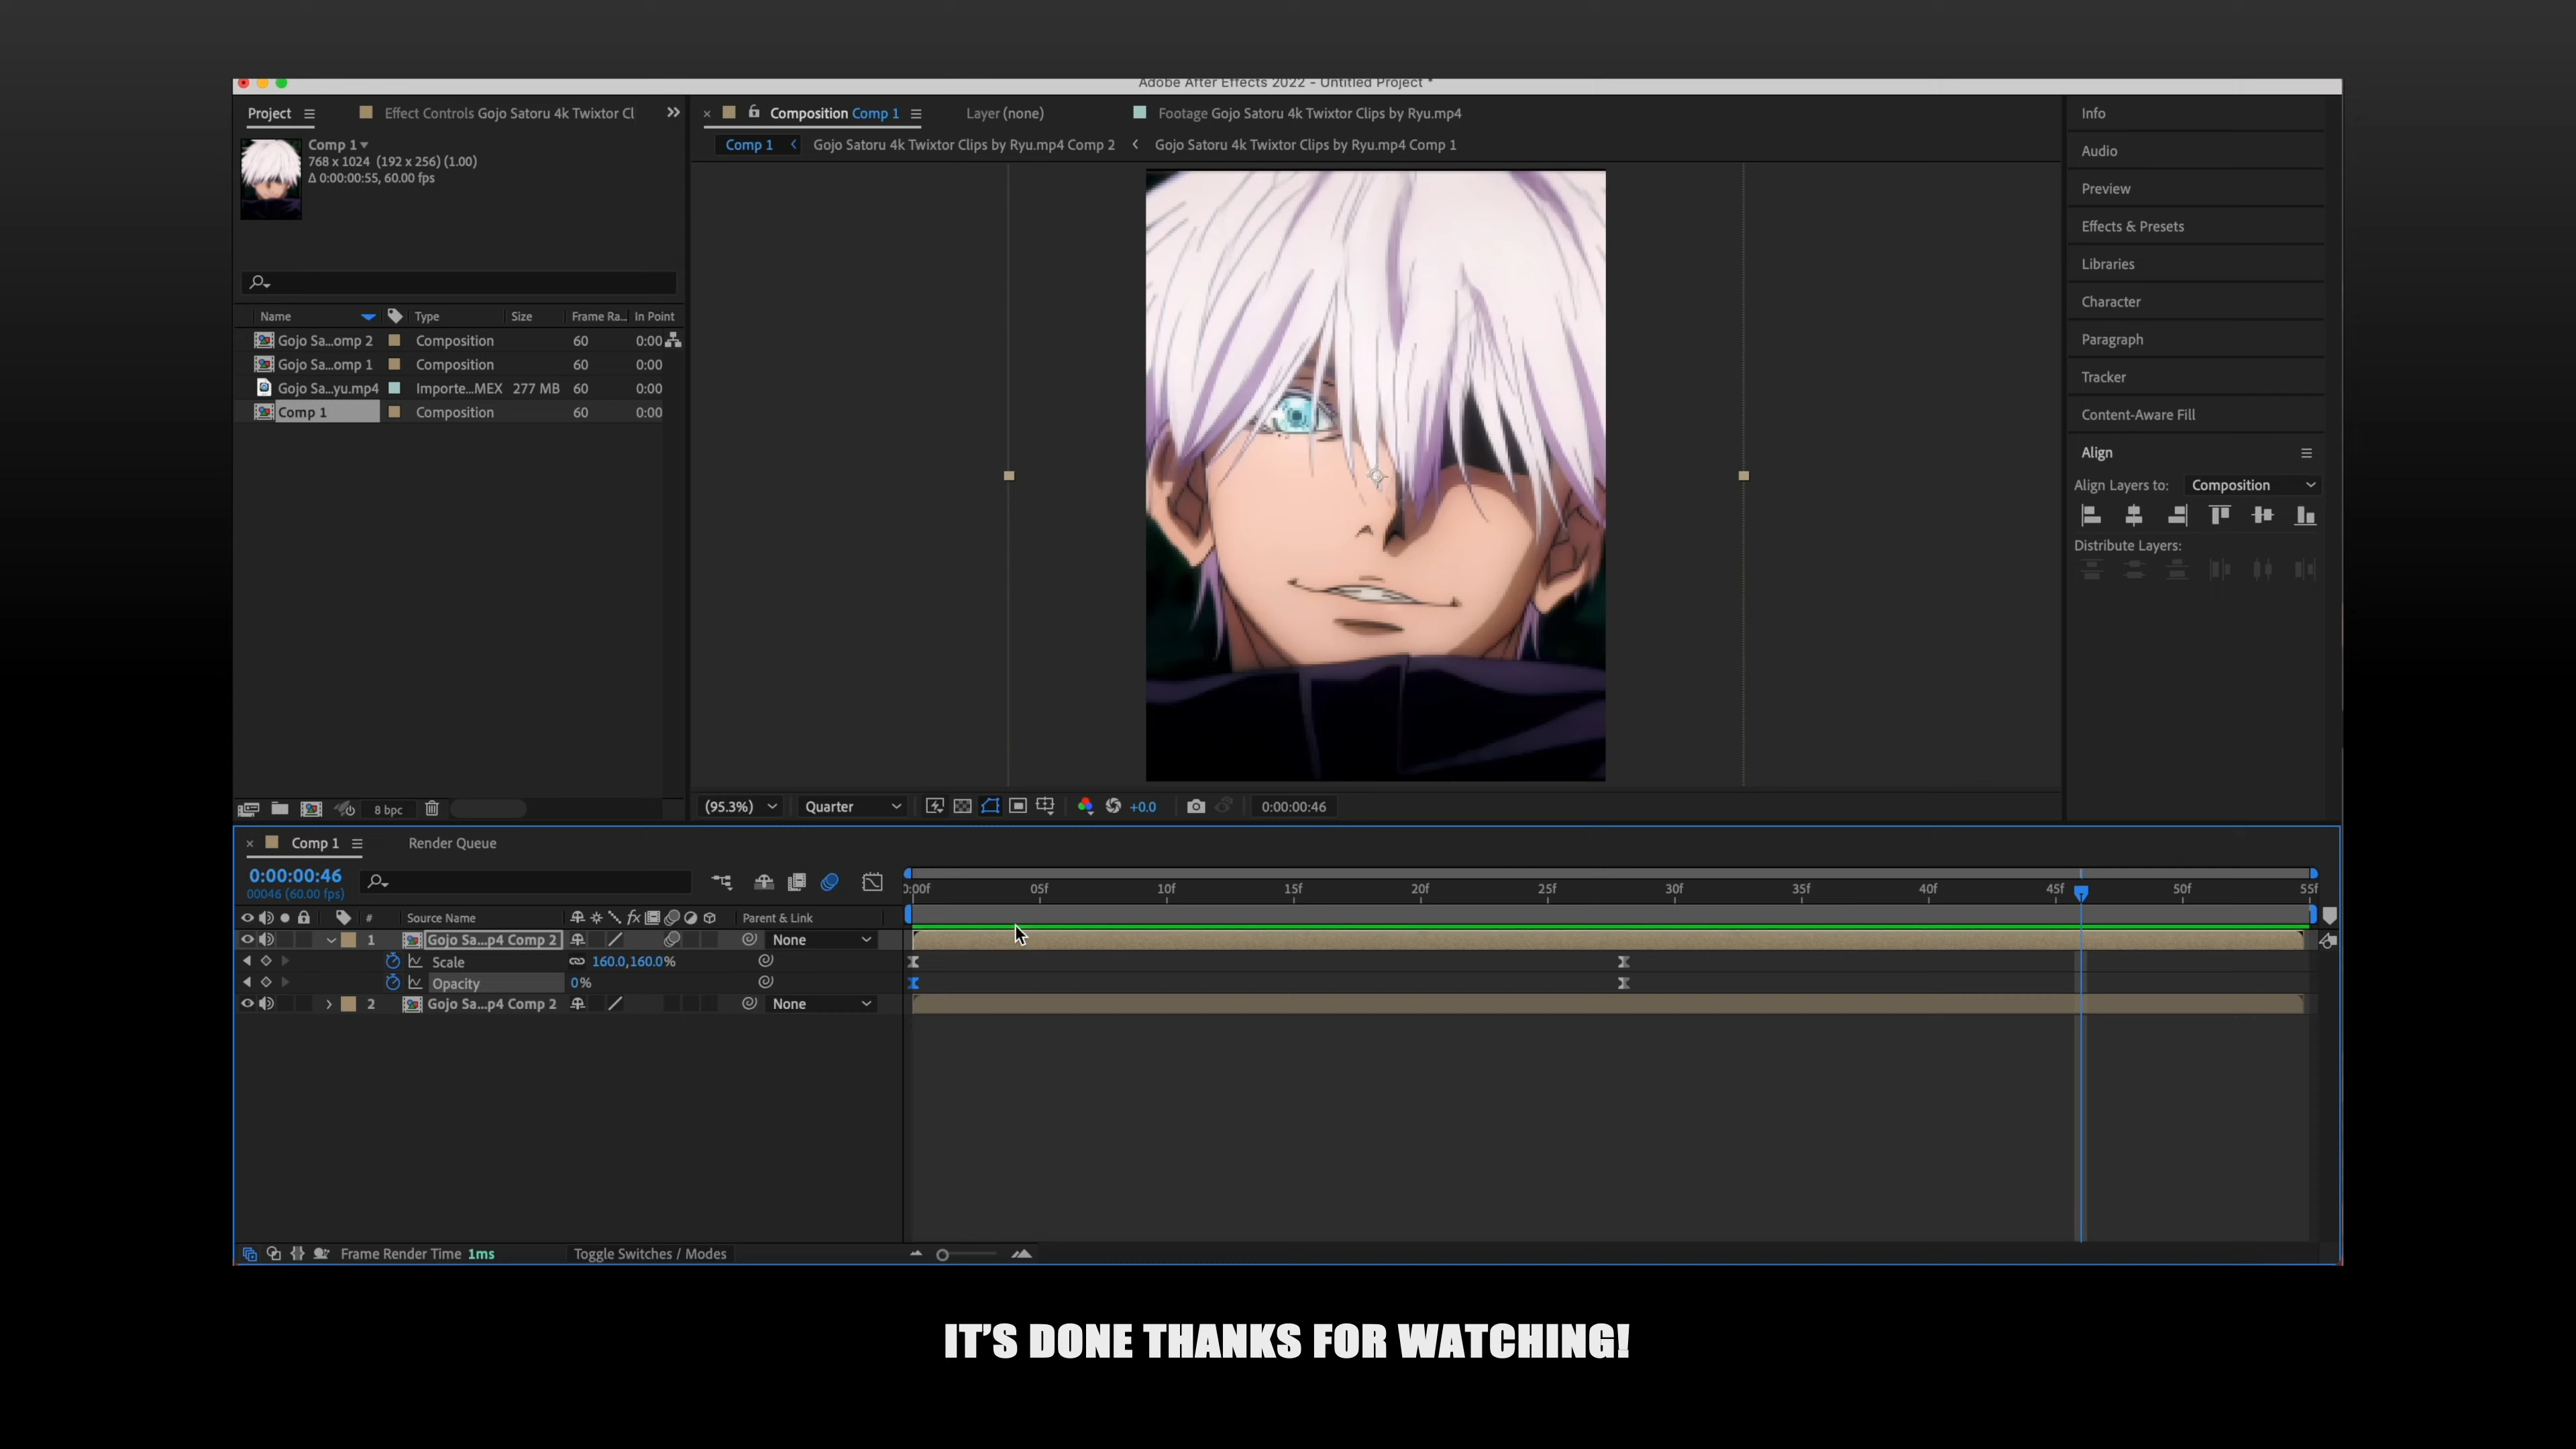 Adobe After Effects 2022 - Untitled Project *
Project
Effect Controls Gojo Satoru 4k Twixtor Cl
Composition Comp 1
Layer (none)
Footage Gojo Satoru 4k Twixtor Clips by Ryu.mp4
Comp 1
Gojo Satoru 4k Twixtor Clips by Ryu.mp4 Comp 2
Gojo Satoru 4k Twixtor Clips by Ryu.mp4 Comp 1
Comp 1
768 x 1024 (192 x 256) (1.00)
Δ 0:00:00:55, 60.00 fps
Name Type Size Frame Ra... In Point
Gojo Sa...omp 2 Composition 60 0:00
Gojo Sa...omp 1 Composition 60 0:00
Gojo Sa...yu.mp4 Importe...MEX 277 MB 60 0:00
Comp 1 Composition 60 0:00
8 bpc
(95.3%) Quarter +0.0 0:00:00:46
Info
Audio
Preview
Effects & Presets
Libraries
Character
Paragraph
Tracker
Content-Aware Fill
Align
Align Layers to: Composition
Distribute Layers:
Comp 1 Render Queue
0:00:00:46
00046 (60.00 fps)
0:00f 05f 10f 15f 20f 25f 30f 35f 40f 45f 50f 55f
# Source Name fx Parent & Link
1 Gojo Sa...p4 Comp 2 None
Scale 160.0,160.0%
Opacity 0%
2 Gojo Sa...p4 Comp 2 None
Frame Render Time 1ms Toggle Switches / Modes
IT'S DONE THANKS FOR WATCHING!